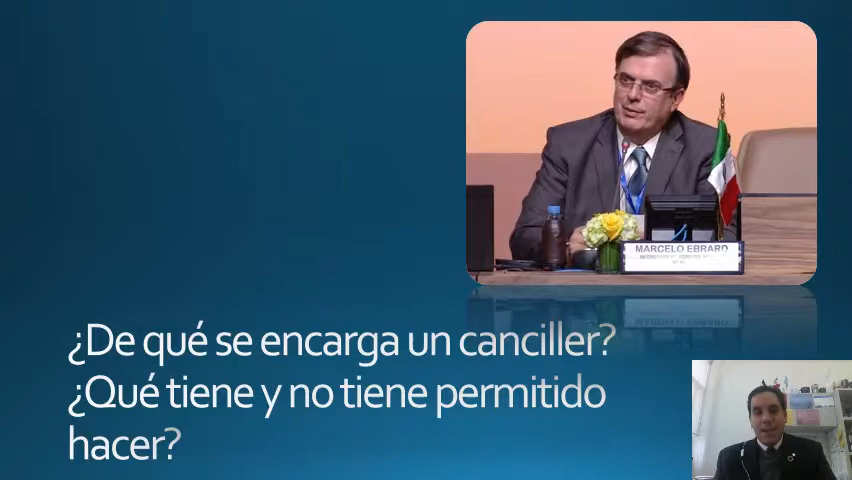 MARCELO EBRARD
¿De qué se encarga un canciller?
¿Qué tiene y no tiene permitido
hacer?